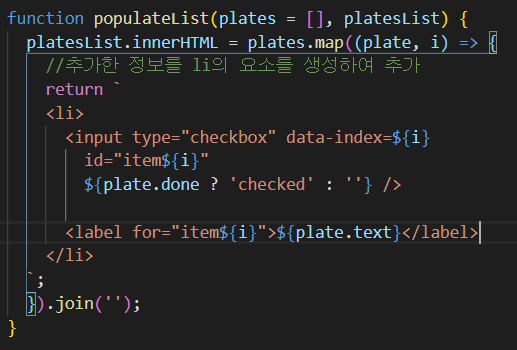 function populateList(plates = [], platesList) {
  platesList.innerHTML = plates.map((plate, i) => {
    //추가한 정보를 li의 요소를 생성하여 추가
    return `
    <li>
      <input type="checkbox" data-index=${i}
        id="item${i}"
        ${plate.done ? 'checked' : ''} />

      <label for="item${i}">${plate.text}</label>
    </li>
  `;
  }).join('');
}